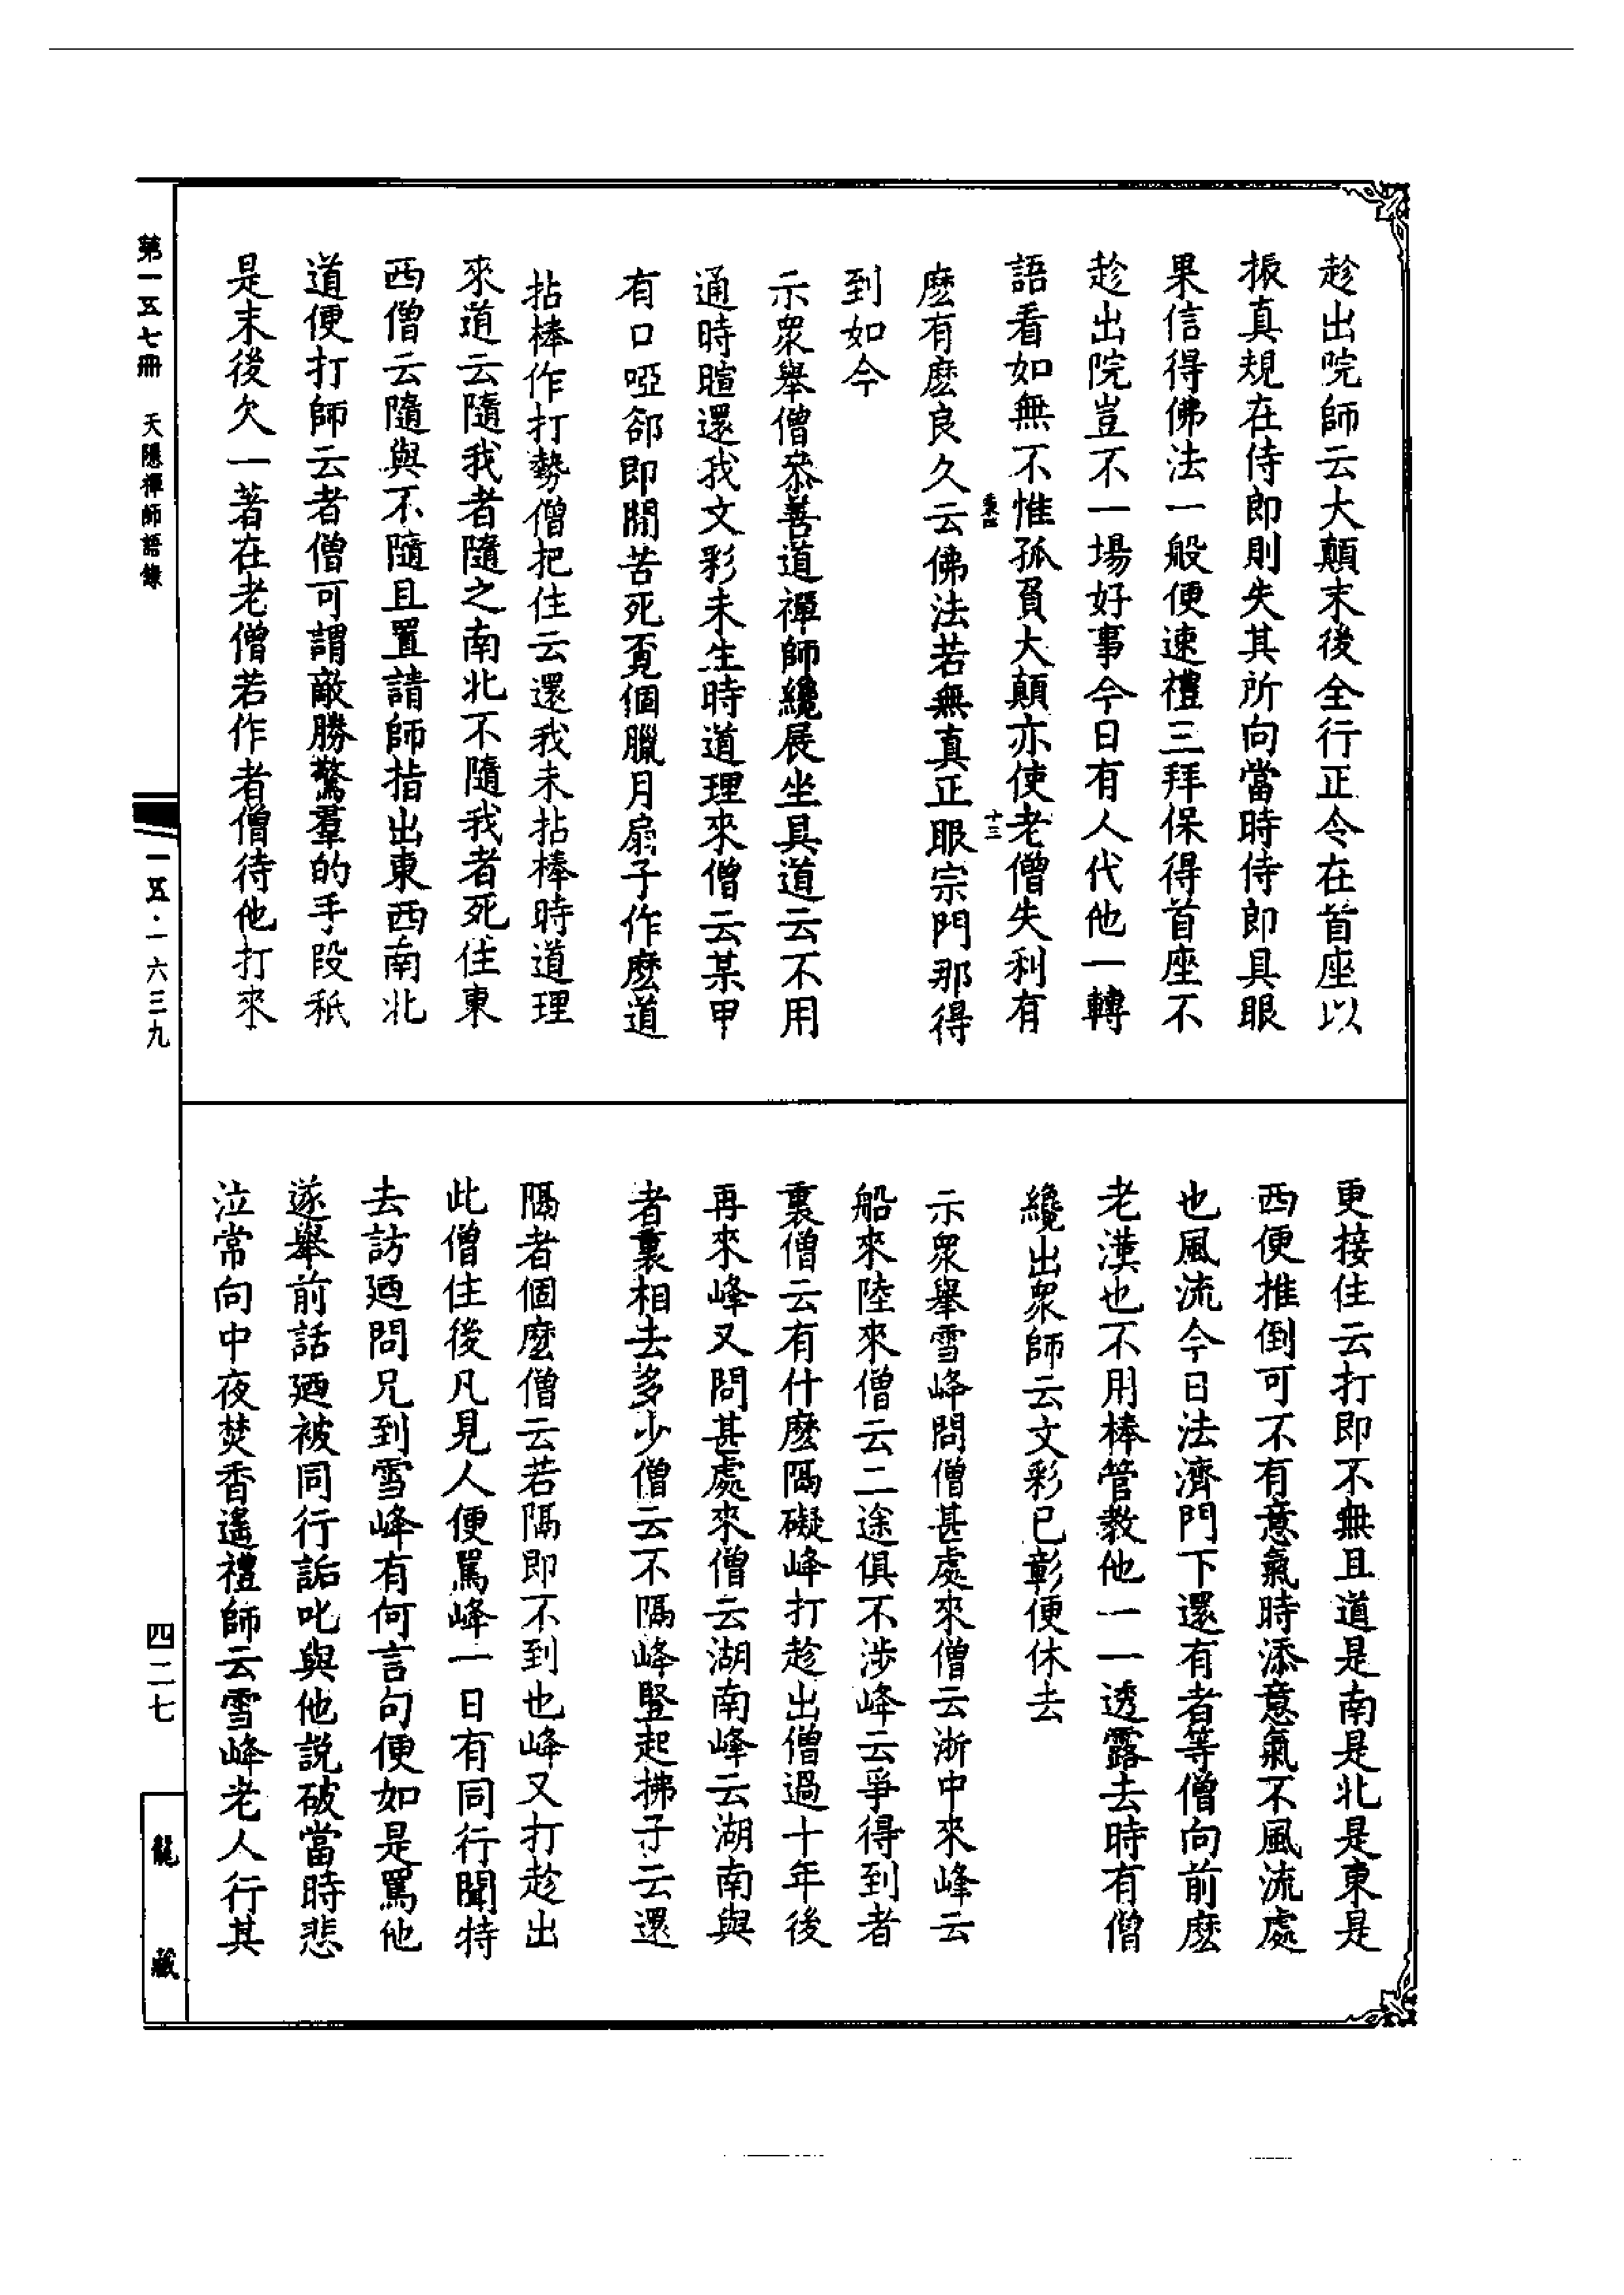 趁出院師云大顛末後全行正令在首座以
振真規在侍郎則失其所向當時侍郎具眼
果信得佛法一般便速禮三拜保得首座不
趁出院豈不一場好事今日有人代他一轉
語看如無不惟孤負大顛亦使老僧失利有
麽有麽良久云佛法若無真正眼宗門那得
到如今
示眾舉僧叅善道禪師纔展坐具道云不用
通時暄還我文彩未生時道理來僧云某甲
有口啞卻即閒苦死覓個臘月扇子作麽道
拈棒作打勢僧把住云還我未拈棒時道理
來道云隨我者隨之南北不隨我者死住東
西僧云隨與不隨且置請師指出東西南北
道便打師云者僧可謂敵勝驚羣的手段秖
是末後欠一著在老僧若作者僧待他打來
更接住云打即不無且道是南是北是東是
西便推倒可不有意氣時添意氣不風流處
也風流今日法濟門下還有者等僧向前麽
老漢也不用棒管教他一一透露去時有僧
纔出眾師云文彩已彰便休去
示眾舉雪峰問僧甚處來僧云浙中來峰云
船來陸來僧云二途俱不涉峰云爭得到者
裏僧云有什麽隔礙峰打趁出僧過十年後
再來峰又問甚處來僧云湖南峰云湖南與
者裏相去多少僧云不隔峰豎起拂子云還
隔者個麽僧云若隔即不到也峰又打趁出
此僧住後凡見人便罵峰一日有同行聞特
去訪廼問兄到雪峰有何言句便如是罵他
遂舉前話廼被同行詬叱與他說破當時悲
泣常向中夜焚香遙禮師云雪峰老人行其
第一五七冊
天隱禪師語錄
一五·一六三九
四二七
龍藏
十三